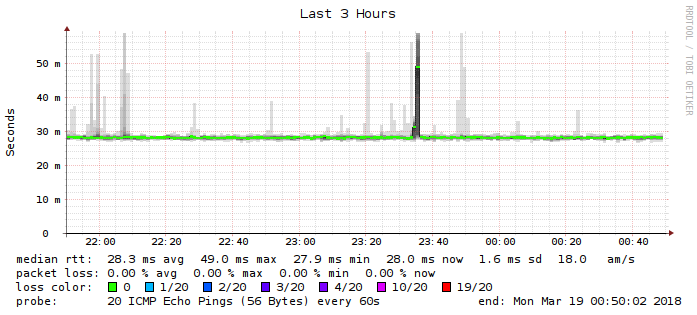 Last 3 Hours
RRDTOOL / TOBI OETIKER
Seconds
50 m
40 m
30 m
20 m
10 m
0
22:00 22:20 22:40 23:00 23:20 23:40 00:00 00:20 00:40
median rtt: 28.3 ms avg 49.0 ms max 27.9 ms min 28.0 ms now 1.6 ms sd 18.0 am/s
packet loss: 0.00 % avg 0.00 % max 0.00 % min 0.00 % now
loss color: 0 1/20 2/20 3/20 4/20 10/20 19/20
probe: 20 ICMP Echo Pings (56 Bytes) every 60s end: Mon Mar 19 00:50:02 2018